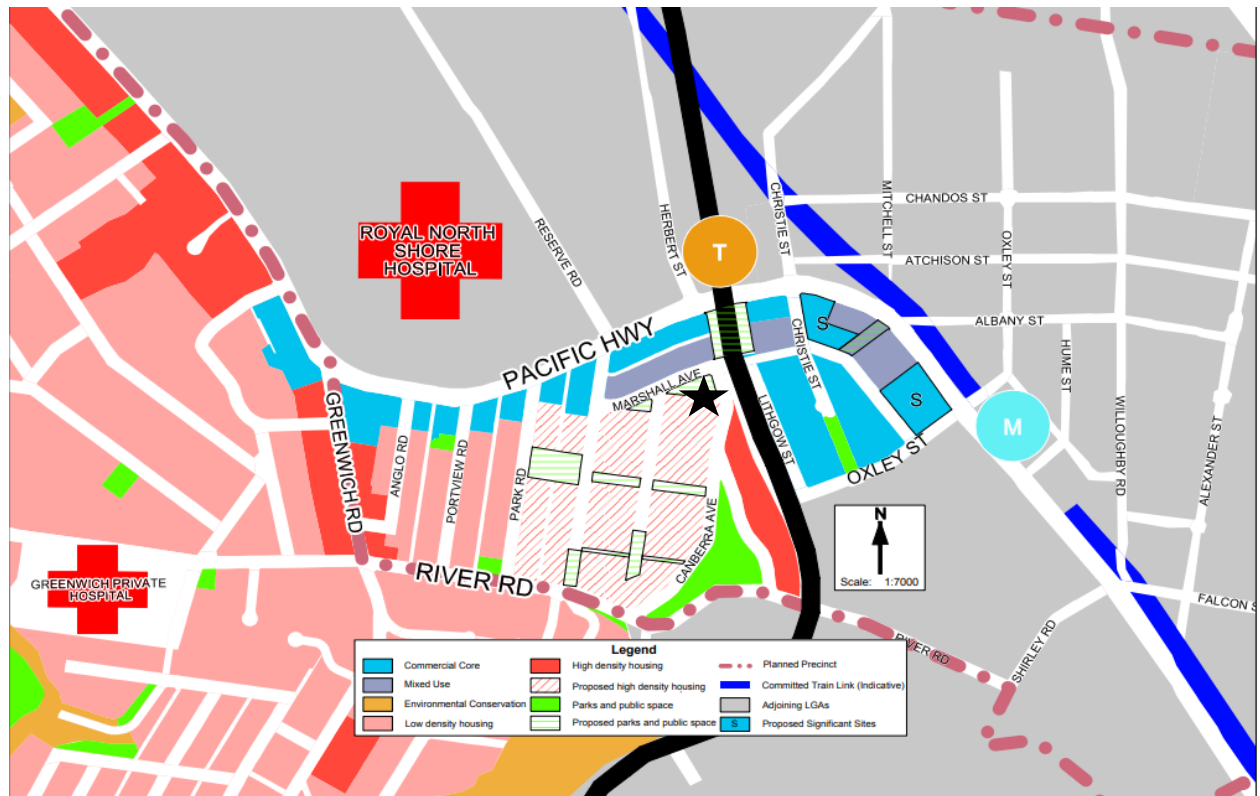 ROYAL NORTH
SHORE
HOSPITAL
RESERVE RD
HERBERT ST
T
CHRISTIE ST
MITCHELL ST
CHANDOS ST
OXLEY ST
ATCHISON ST
ALBANY ST
HUME ST
PACIFIC HWY
CHRISTIE ST
S
S
M
MARSHALL AVE
LITHGOW ST
OXLEY ST
WILLOUGHBY RD
ALEXANDER ST
GREENWICH RD
ANGLO RD
PORTVIEW RD
PARK RD
CANBERRA AVE
N
Scale: 1:7000
GREENWICH PRIVATE
HOSPITAL
RIVER RD
FALCON S
RIVER RD
SHIRLEY RD
Legend
Commercial Core
Mixed Use
Environmental Conservation
Low density housing
High density housing
Proposed high density housing
Parks and public space
Proposed parks and public space
Planned Precinct
Committed Train Link (Indicative)
Adjoining LGAs
S Proposed Significant Sites